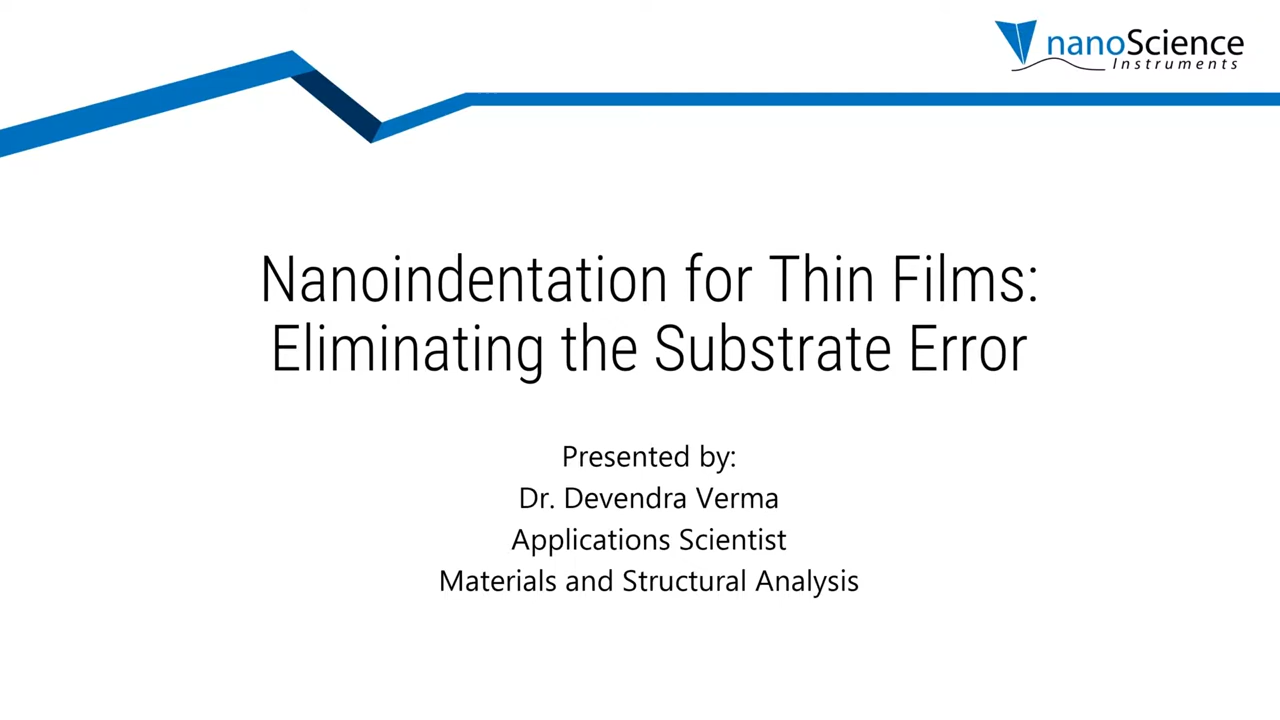 nanoScience
Instruments
Nanoindentation for Thin Films:
Eliminating the Substrate Error
Presented by:
Dr. Devendra Verma
Applications Scientist
Materials and Structural Analysis